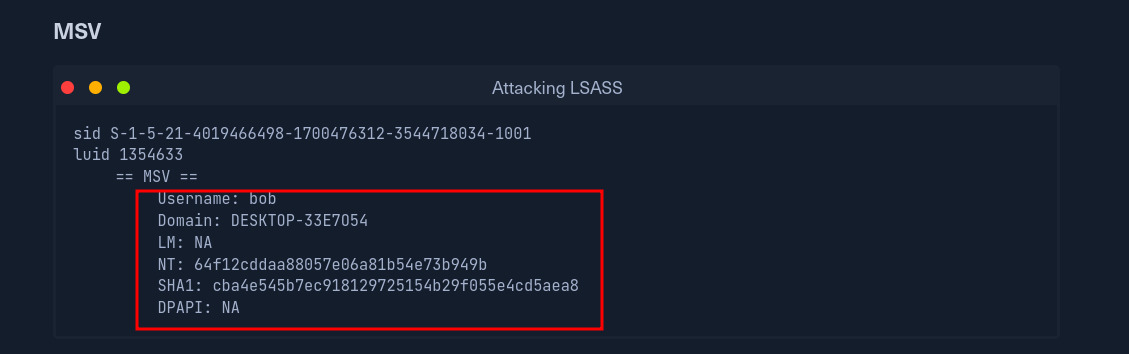 MSV
Attacking LSASS
sid S-1-5-21-4019466498-1700476312-3544718034-1001
luid 1354633
== MSV ==
Username: bob
Domain: DESKTOP-33E7O54
LM: NA
NT: 64f12cddaa88057e06a81b54e73b949b
SHA1: cba4e545b7ec918129725154b29f055e4cd5aea8
DPAPI: NA